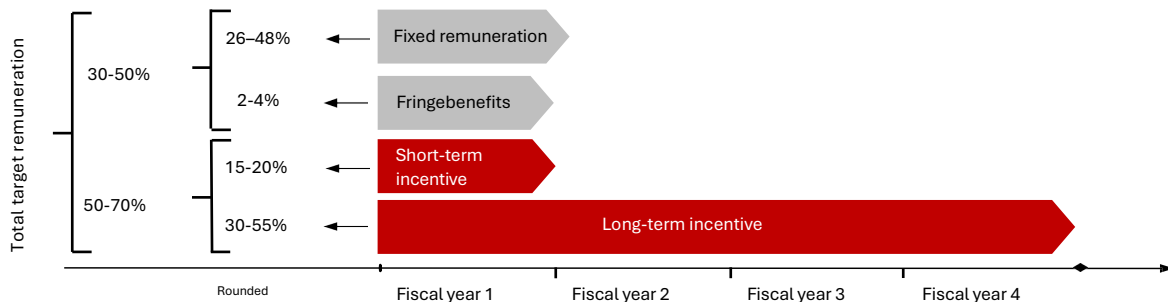 Total target remuneration
30-50%
50-70%
26–48%
Fixed remuneration
2-4%
Fringebenefits
15-20%
Short-term
incentive
30-55%
Long-term incentive
Rounded
Fiscal year 1
Fiscal year 2
Fiscal year 3
Fiscal year 4